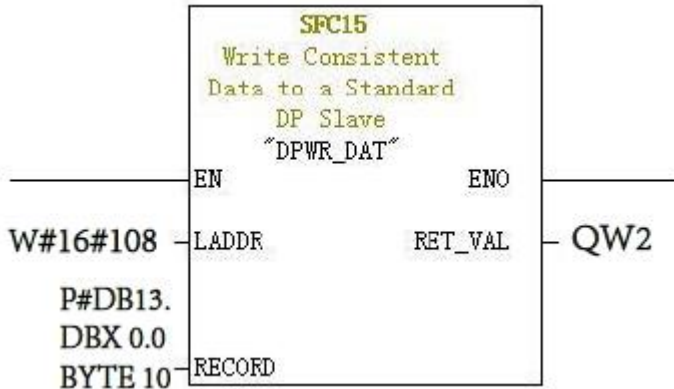 SFC15
Write Consistent
Data to a Standard
DP Slave
"DPWR_DAT"
EN ENO
W#16#108 LADDR RET_VAL QW2
P#DB13.
DBX 0.0
BYTE 10 RECORD